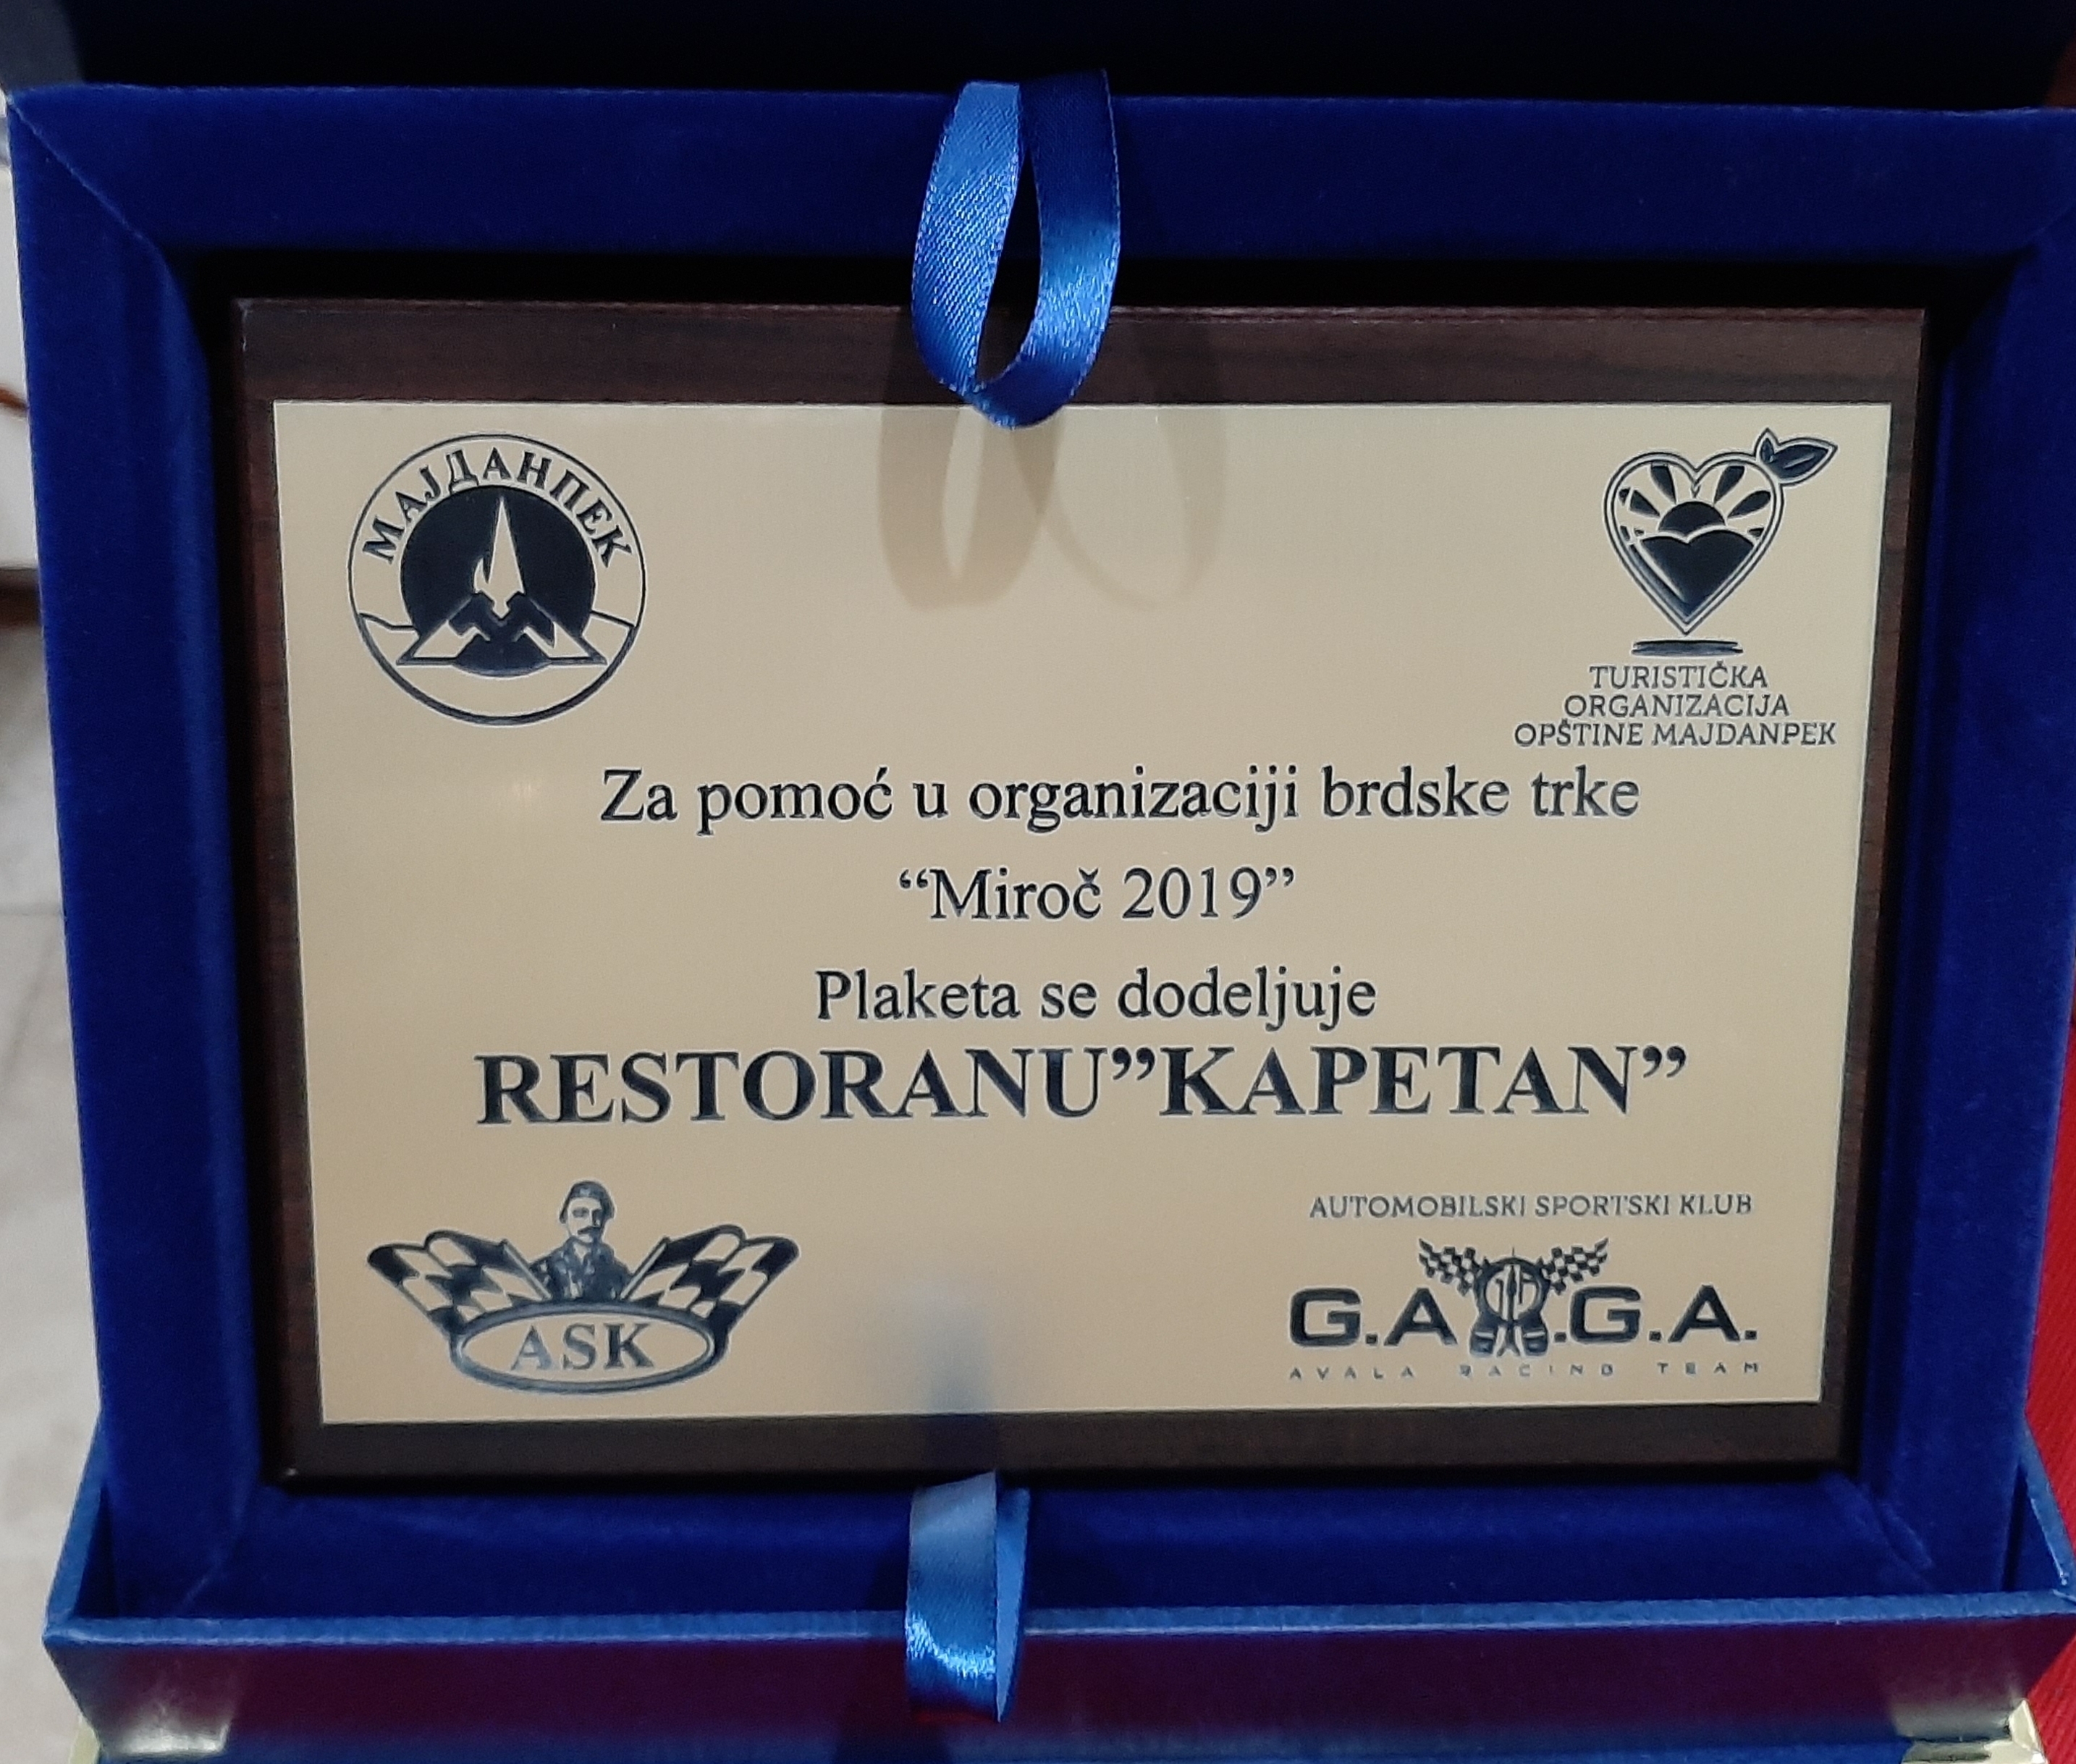 МАЈДАНПЕК
TURISTIČKA
ORGANIZACIJA
OPŠTINE MAJDANPEK
Za pomoć u organizaciji brdske trke
“Miroč 2019”
Plaketa se dodeljuje
RESTORANU”KAPETAN”
ASK
AUTOMOBILSKI SPORTSKI KLUB
G.A.G.A.
AVALA RACING TEAM